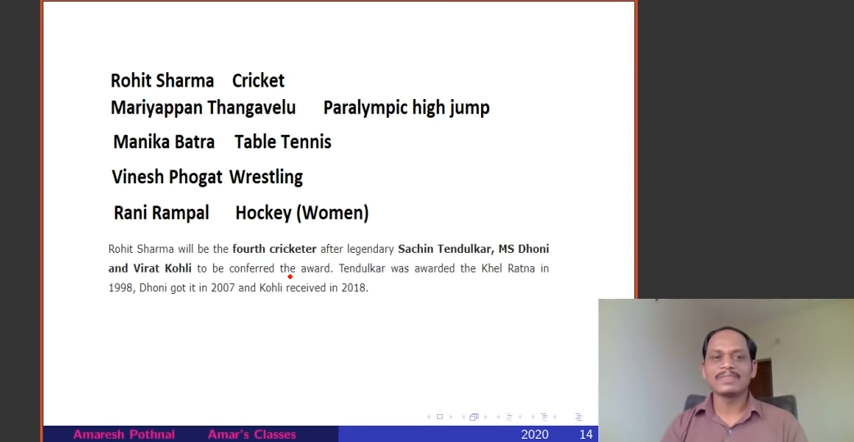 Rohit Sharma Cricket
Mariyappan Thangavelu Paralympic high jump
Manika Batra Table Tennis
Vinesh Phogat Wrestling
Rani Rampal Hockey (Women)
Rohit Sharma will be the fourth cricketer after legendary Sachin Tendulkar, MS Dhoni
and Virat Kohli to be conferred the award. Tendulkar was awarded the Khel Ratna in
1998, Dhoni got it in 2007 and Kohli received in 2018.
Amaresh Pothnal Amar's Classes 2020 14